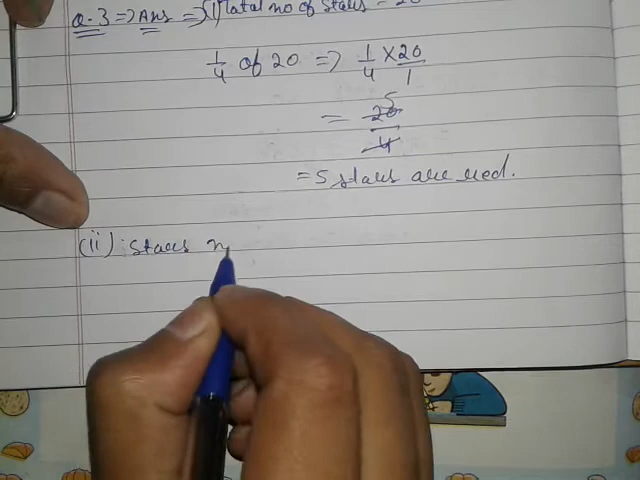 Q-3 => Ans => (i) Total no of Stars = 20
1/4 of 20 => 1/4 × 20/1
= 20/4 5
= 5 stars are red.
(ii) : Stars n